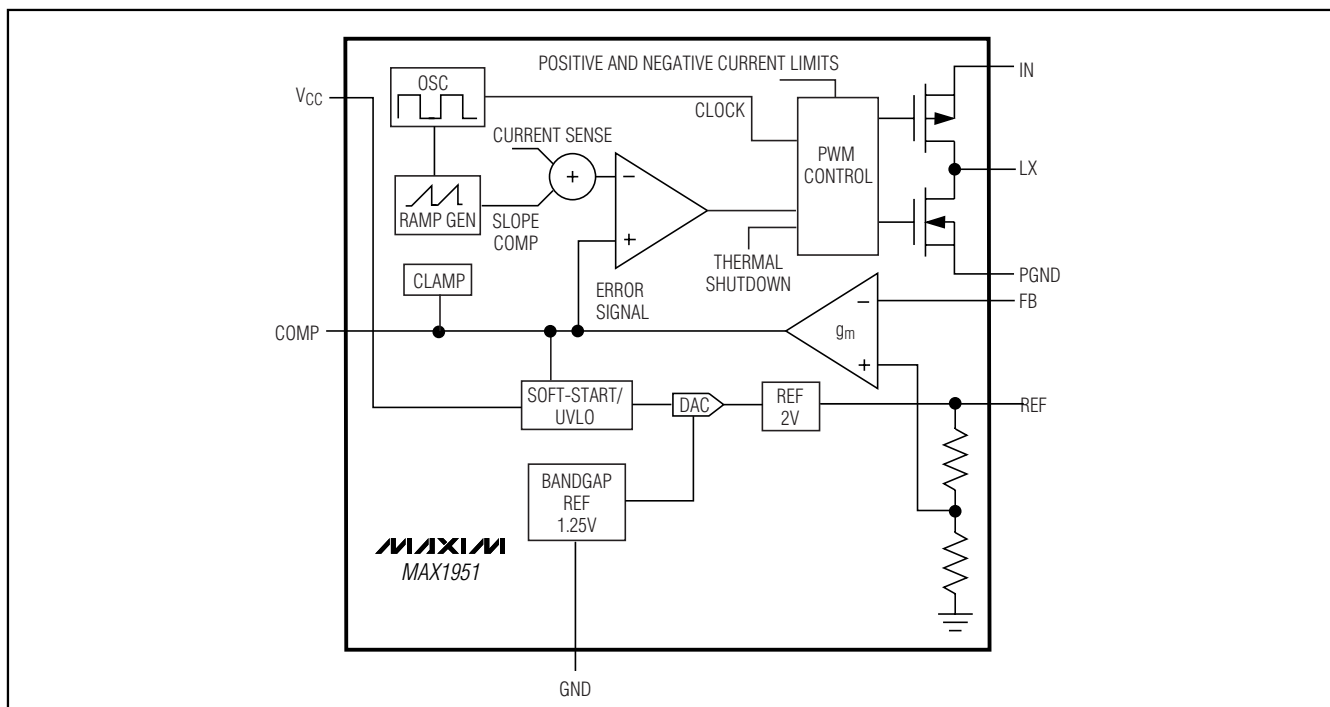 POSITIVE AND NEGATIVE CURRENT LIMITS
IN
OSC
VCC
CLOCK
CURRENT SENSE
−
+
PWM
CONTROL
LX
RAMP GEN
SLOPE
COMP
+
THERMAL
SHUTDOWN
PGND
CLAMP
ERROR
SIGNAL
−
FB
COMP
gm
+
SOFT-START/
UVLO
DAC
REF
2V
REF
BANDGAP
REF
1.25V
MAXIM
MAX1951
GND